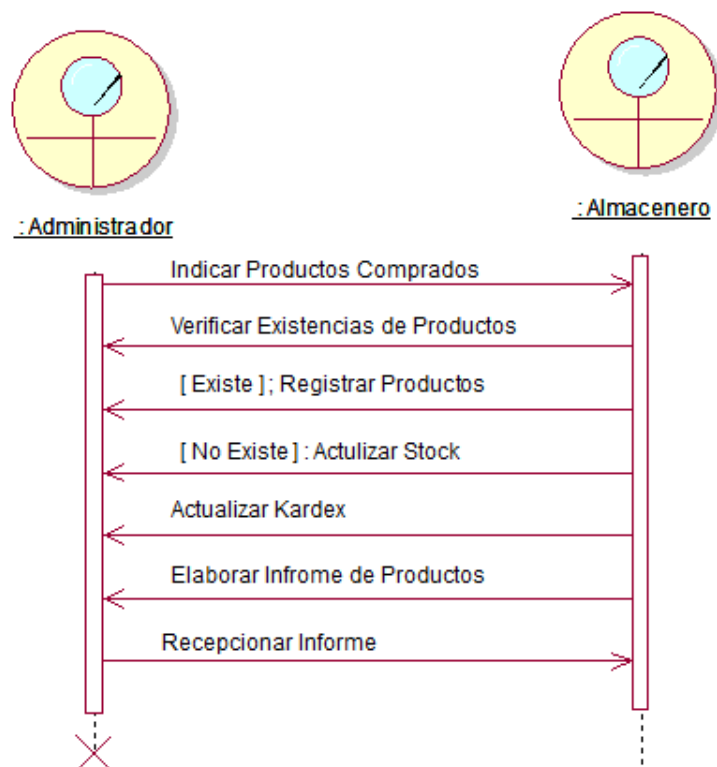 : Administrador
: Almacenero
Indicar Productos Comprados
Verificar Existencias de Productos
[ Existe ] ; Registrar Productos
[ No Existe ] : Actulizar Stock
Actualizar Kardex
Elaborar Infrome de Productos
Recepcionar Informe